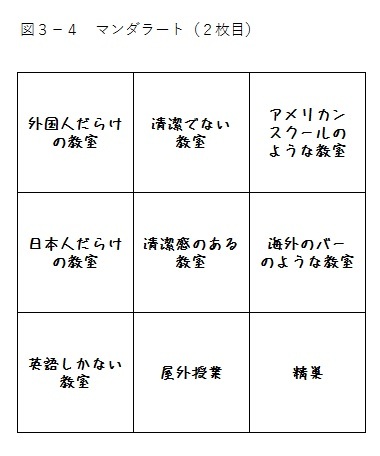 図３－４　マンダラート（２枚目）
外国人だらけ
の教室
清潔でない
教室
アメリカン
スクールの
ような教室
日本人だらけ
の教室
清潔感のある
教室
海外のバー
のような教室
英語しかない
教室
屋外授業
精巣